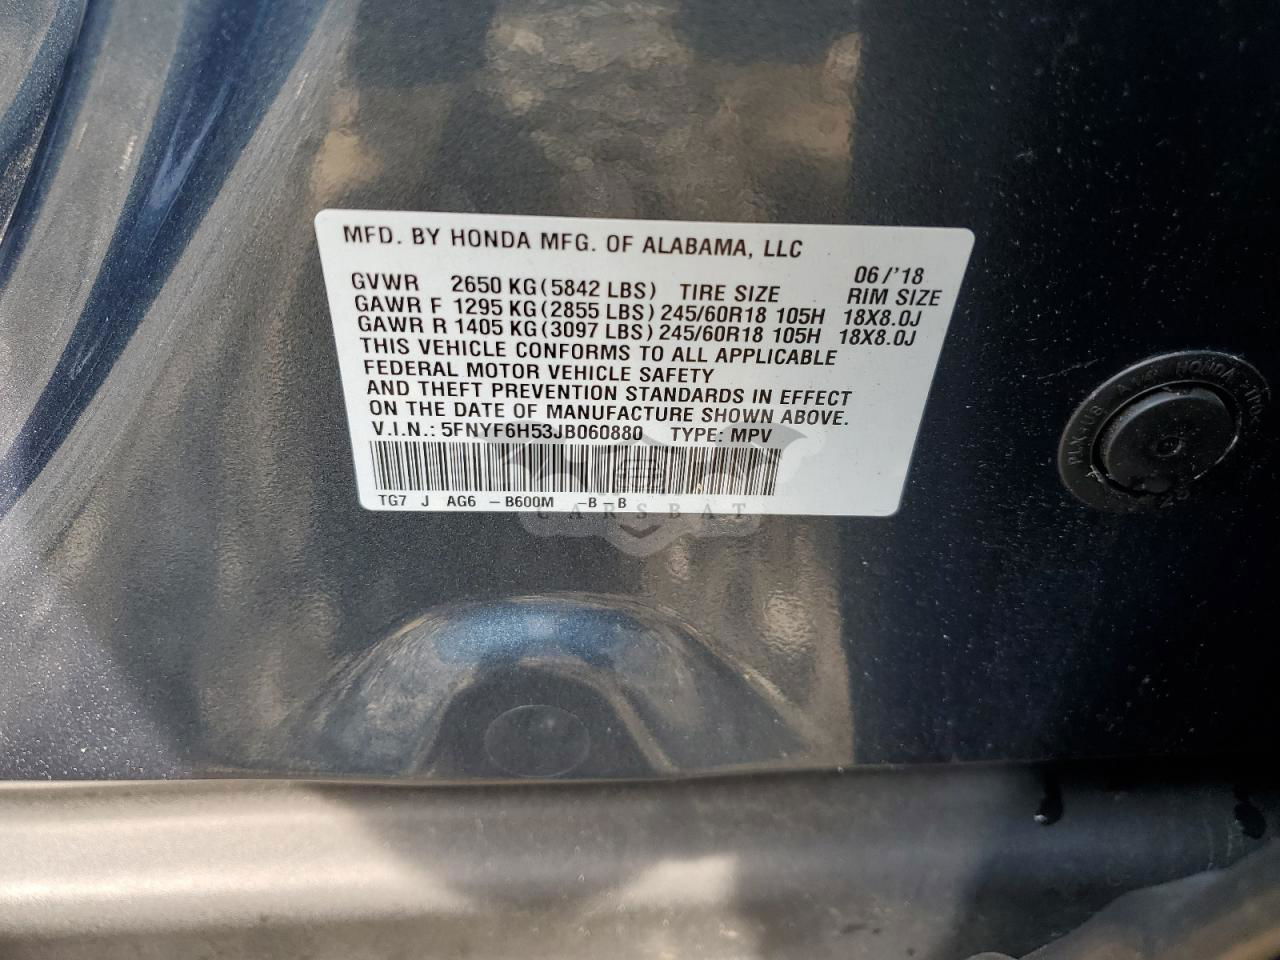 MFD. BY HONDA MFG. OF ALABAMA, LLC
06/'18
GVWR 2650 KG(5842 LBS) TIRE SIZE RIM SIZE
GAWR F 1295 KG(2855 LBS) 245/60R18 105H 18X8.0J
GAWR R 1405 KG(3097 LBS) 245/60R18 105H 18X8.0J
THIS VEHICLE CONFORMS TO ALL APPLICABLE
FEDERAL MOTOR VEHICLE SAFETY
AND THEFT PREVENTION STANDARDS IN EFFECT
ON THE DATE OF MANUFACTURE SHOWN ABOVE.
V.I.N.: 5FNYF6H53JB060880 TYPE: MPV
TG7 J AG6 -B600M -B-B
CARSBAT
HONDA